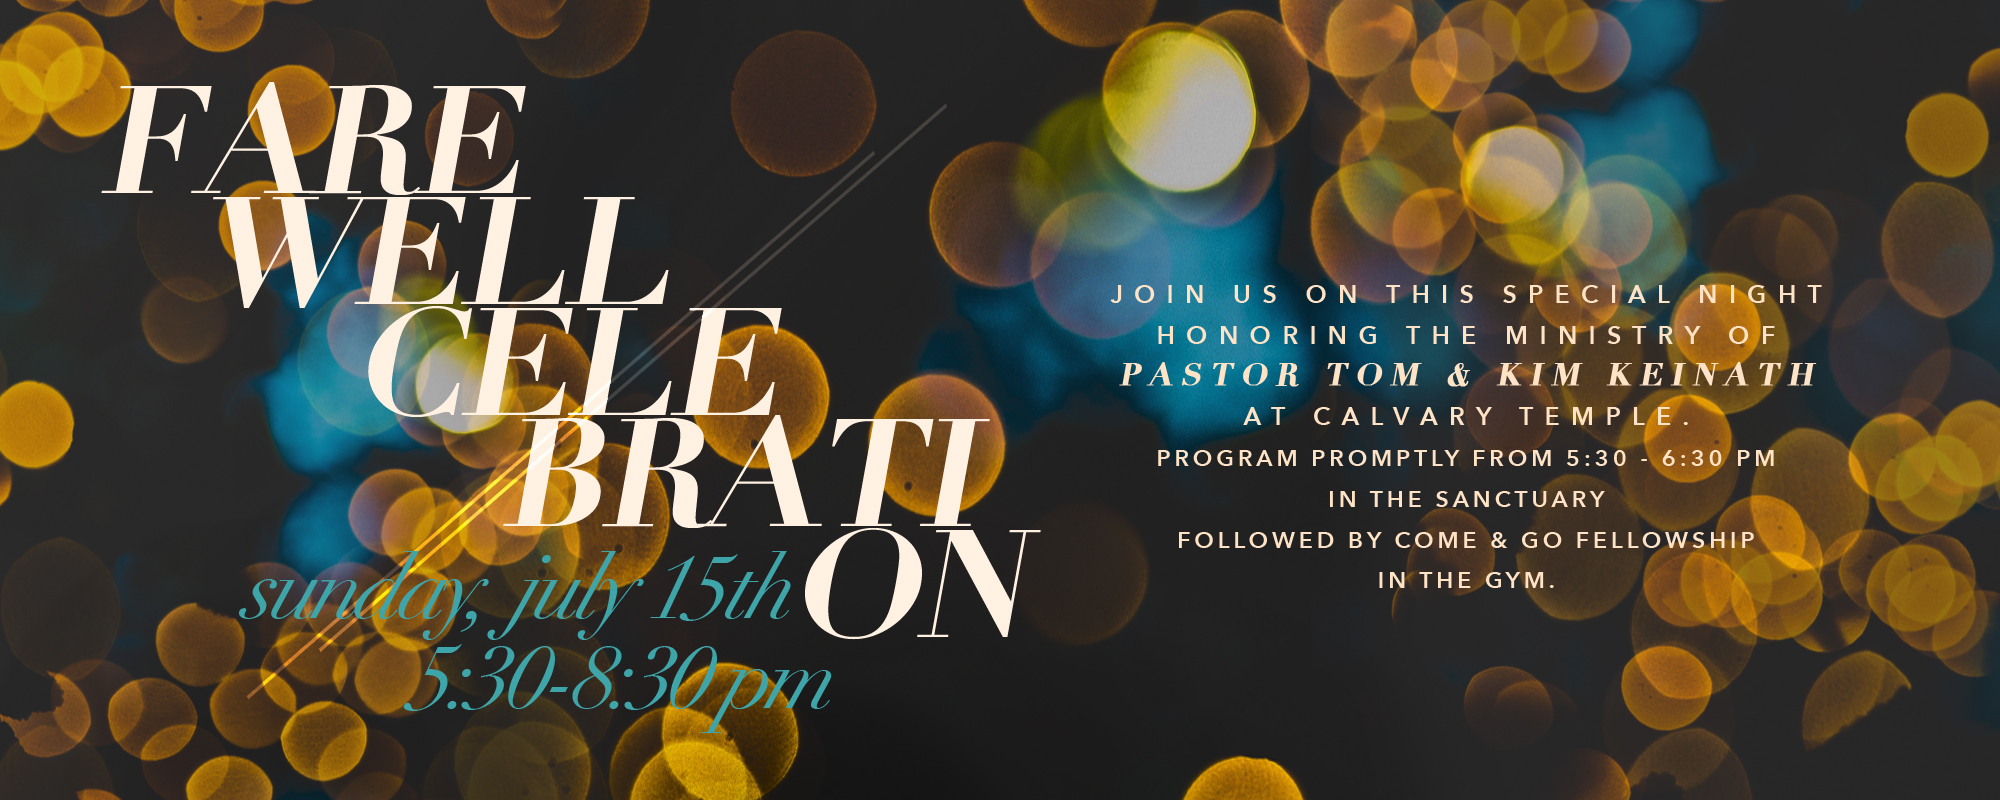 FARE
WELL
CELE
BRATI
ON
sunday, july 15th
5:30-8:30pm
JOIN US ON THIS SPECIAL NIGHT
HONORING THE MINISTRY OF
PASTOR TOM & KIM KEINATH
AT CALVARY TEMPLE.
PROGRAM PROMPTLY FROM 5:30 - 6:30 PM
IN THE SANCTUARY
FOLLOWED BY COME & GO FELLOWSHIP
IN THE GYM.